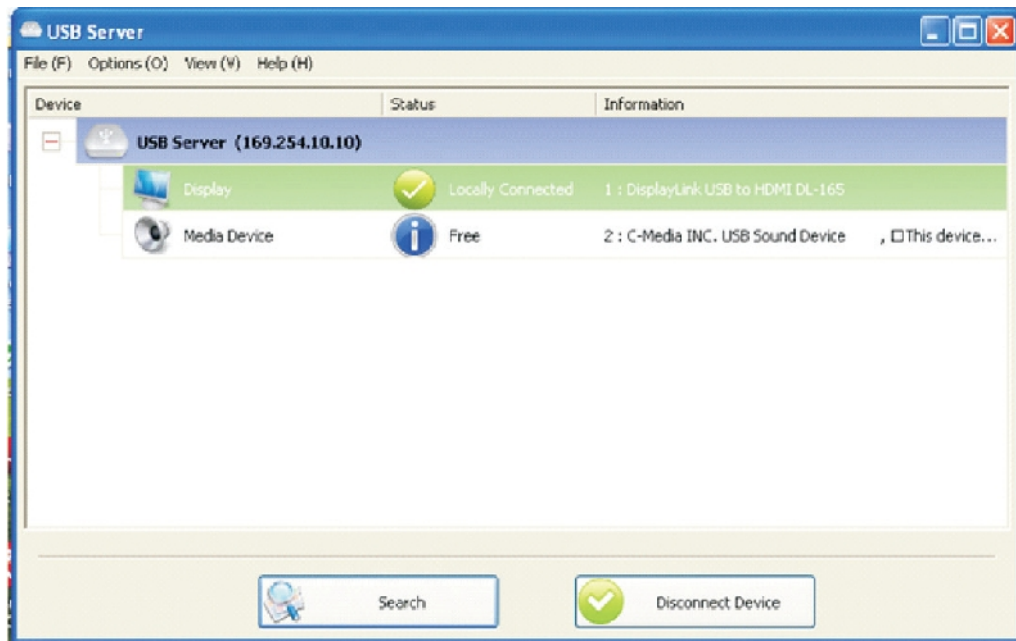 USB Server
File (F) Options (O) View (V) Help (H)
Device Status Information
USB Server (169.254.10.10)
Display Locally Connected 1 : DisplayLink USB to HDMI DL-165
Media Device Free 2 : C-Media INC. USB Sound Device , □This device...
Search Disconnect Device